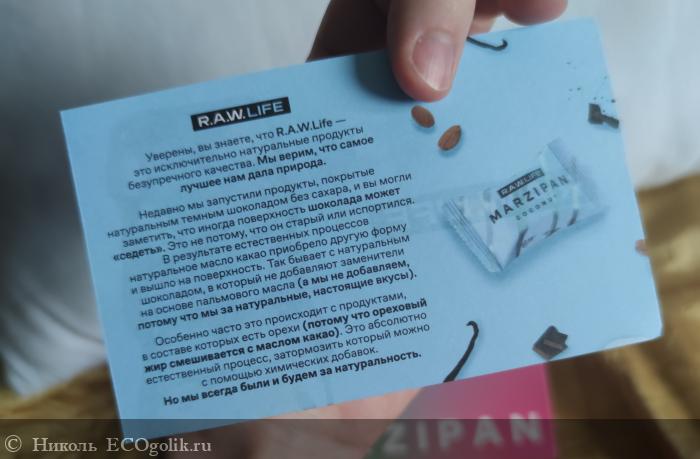 R.A.W. LIFE
Уверены, вы знаете, что R.A.W.Life —
это исключительно натуральные продукты
безупречного качества. Мы верим, что самое
лучшее нам дала природа.
Недавно мы запустили продукты, покрытые
натуральным темным шоколадом без сахара, и вы могли
заметить, что иногда поверхность шоколада может
«седеть». Это не потому, что он старый или испортился.
В результате естественных процессов
натуральное масло какао приобрело другую форму
и вышло на поверхность. Так бывает с натуральным
шоколадом, в который не добавляют заменители
на основе пальмового масла (а мы не добавляем,
потому что мы за натуральные, настоящие вкусы).
Особенно часто это происходит с продуктами,
в составе которых есть орехи (потому что ореховый
жир смешивается с маслом какао). Это абсолютно
естественный процесс, затормозить который можно
с помощью химических добавок.
Но мы всегда были и будем за натуральность.
R.A.W. LIFE
MARZIPAN
COCONUT
ZIPAN
© Николь ECOgolik.ru